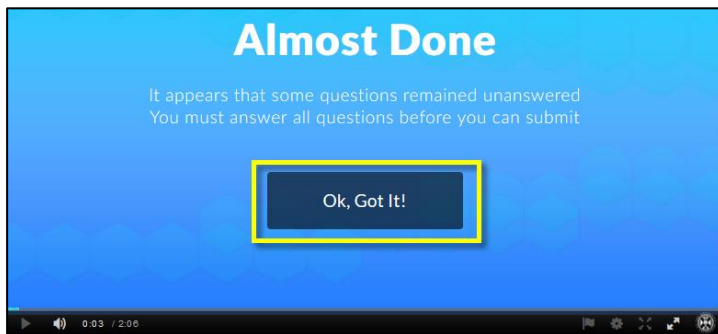 Almost Done
It appears that some questions remained unanswered
You must answer all questions before you can submit
Ok, Got It!
0:03 / 2:06